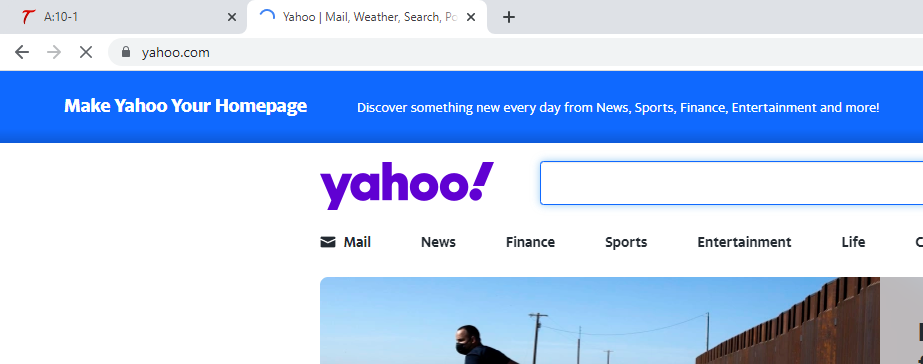 A:10-1
Yahoo | Mail, Weather, Search, Po
yahoo.com
Make Yahoo Your Homepage
Discover something new every day from News, Sports, Finance, Entertainment and more!
yahoo!
Mail News Finance Sports Entertainment Life